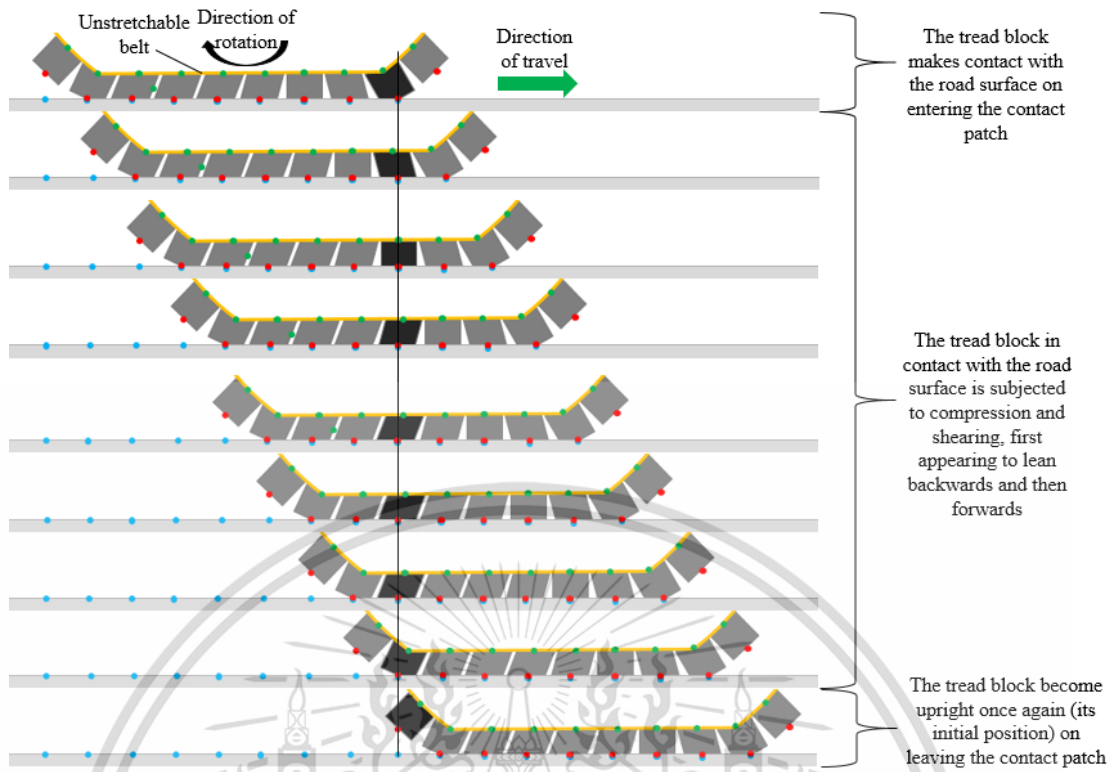 Unstretchable
belt
Direction of
rotation
Direction
of travel
The tread block
makes contact with
the road surface on
entering the contact
patch
The tread block in
contact with the road
surface is subjected
to compression and
shearing, first
appearing to lean
backwards and then
forwards
The tread block become
upright once again (its
initial position) on
leaving the contact patch